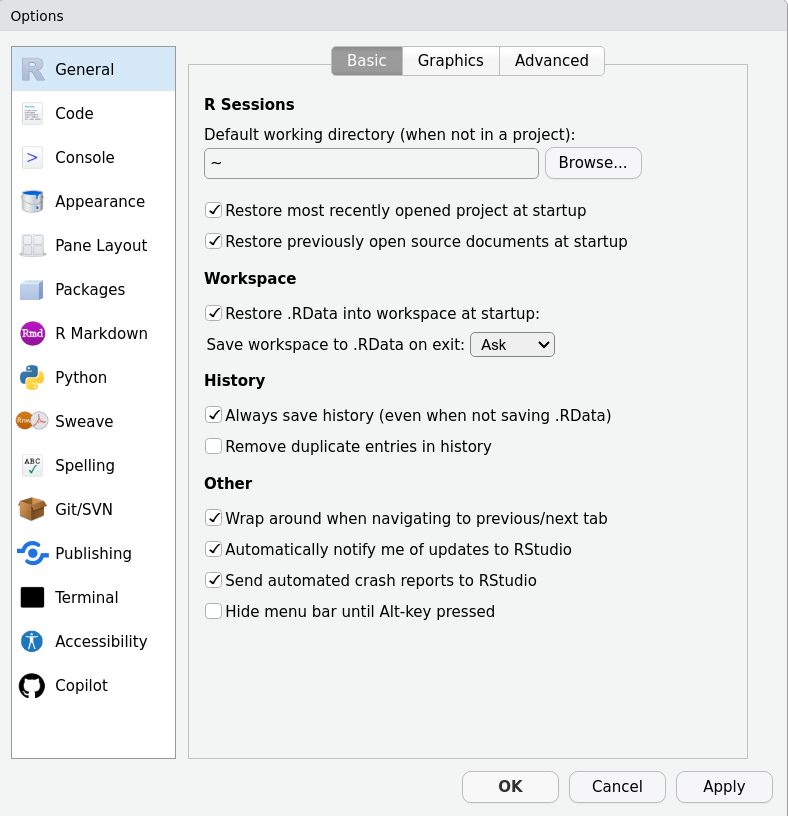 Options
General
Code
Console
Appearance
Pane Layout
Packages
Rmd R Markdown
Python
Sweave
ABC Spelling
Git/SVN
Publishing
Terminal
Accessibility
Copilot
Basic Graphics Advanced
R Sessions
Default working directory (when not in a project):
~ Browse...
Restore most recently opened project at startup
Restore previously open source documents at startup
Workspace
Restore .RData into workspace at startup:
Save workspace to .RData on exit: Ask
History
Always save history (even when not saving .RData)
Remove duplicate entries in history
Other
Wrap around when navigating to previous/next tab
Automatically notify me of updates to RStudio
Send automated crash reports to RStudio
Hide menu bar until Alt-key pressed
OK Cancel Apply